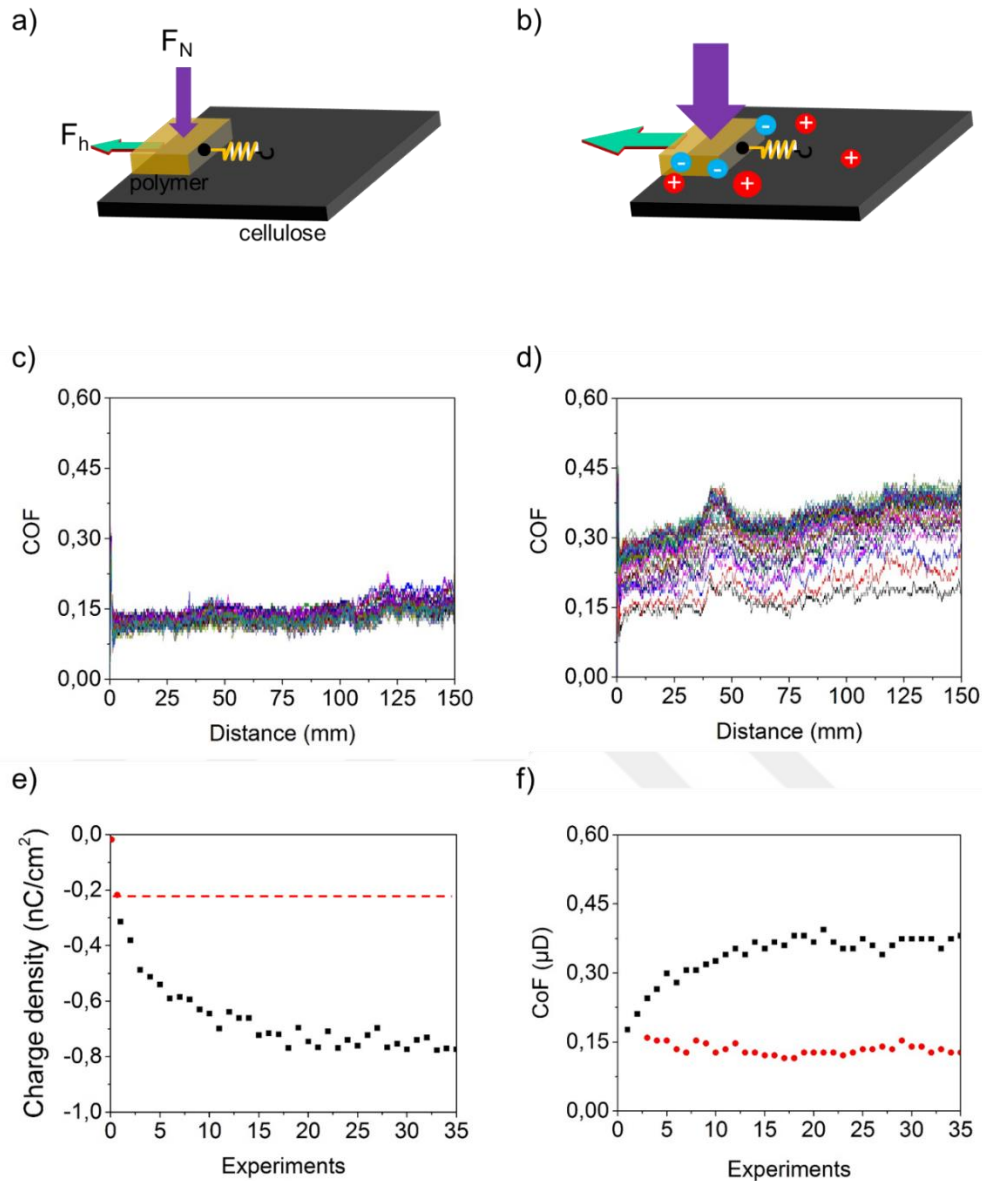 a)
b)
F_N
F_h
polymer
cellulose
- + + - - + + +
c)
d)
0,60
0,45
0,30
0,15
0,00
COF
0 25 50 75 100 125 150
Distance (mm)
0,60
0,45
0,30
0,15
0,00
COF
0 25 50 75 100 125 150
Distance (mm)
e)
f)
0,0
-0,2
-0,4
-0,6
-0,8
-1,0
Charge density (nC/cm²)
0 5 10 15 20 25 30 35
Experiments
0,60
0,45
0,30
0,15
0,00
CoF (µD)
0 5 10 15 20 25 30 35
Experiments